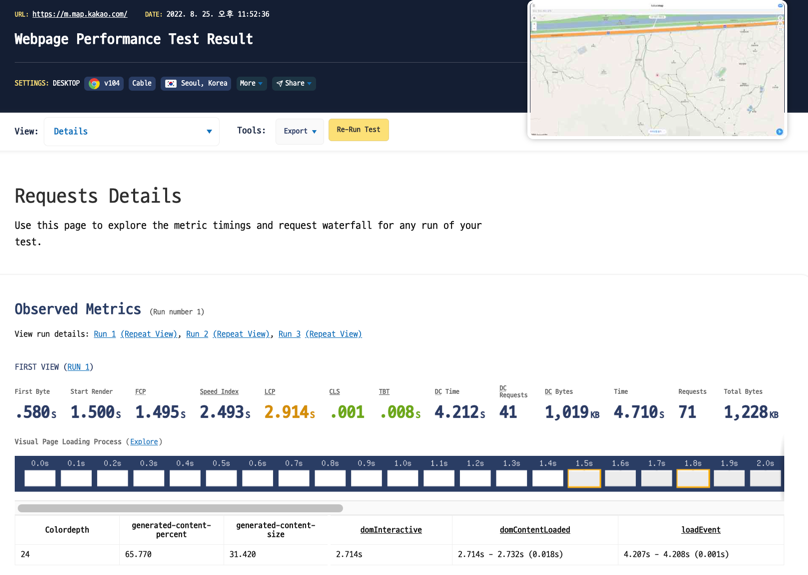 URL: https://m.map.kakao.com/ DATE: 2022. 8. 25. 오후 11:52:36
Webpage Performance Test Result
SETTINGS: DESKTOP v104 Cable Seoul, Korea More Share
View: Details Tools: Export Re-Run Test
Requests Details
Use this page to explore the metric timings and request waterfall for any run of your
test.
Observed Metrics (Run number 1)
View run details: Run 1 (Repeat View), Run 2 (Repeat View), Run 3 (Repeat View)
FIRST VIEW (RUN 1)
First Byte Start Render FCP Speed Index LCP CLS TBT DC Time DC Requests DC Bytes Time Requests Total Bytes
.580s 1.500s 1.495s 2.493s 2.914s .001 .008s 4.212s 41 1,019KB 4.710s 71 1,228KB
Visual Page Loading Process (Explore)
0.0s 0.1s 0.2s 0.3s 0.4s 0.5s 0.6s 0.7s 0.8s 0.9s 1.0s 1.1s 1.2s 1.3s 1.4s 1.5s 1.6s 1.7s 1.8s 1.9s 2.0s
Colordepth generated-content-percent generated-content-size domInteractive domContentLoaded loadEvent
24 65.770 31.420 2.714s 2.714s - 2.732s (0.018s) 4.207s - 4.208s (0.001s)